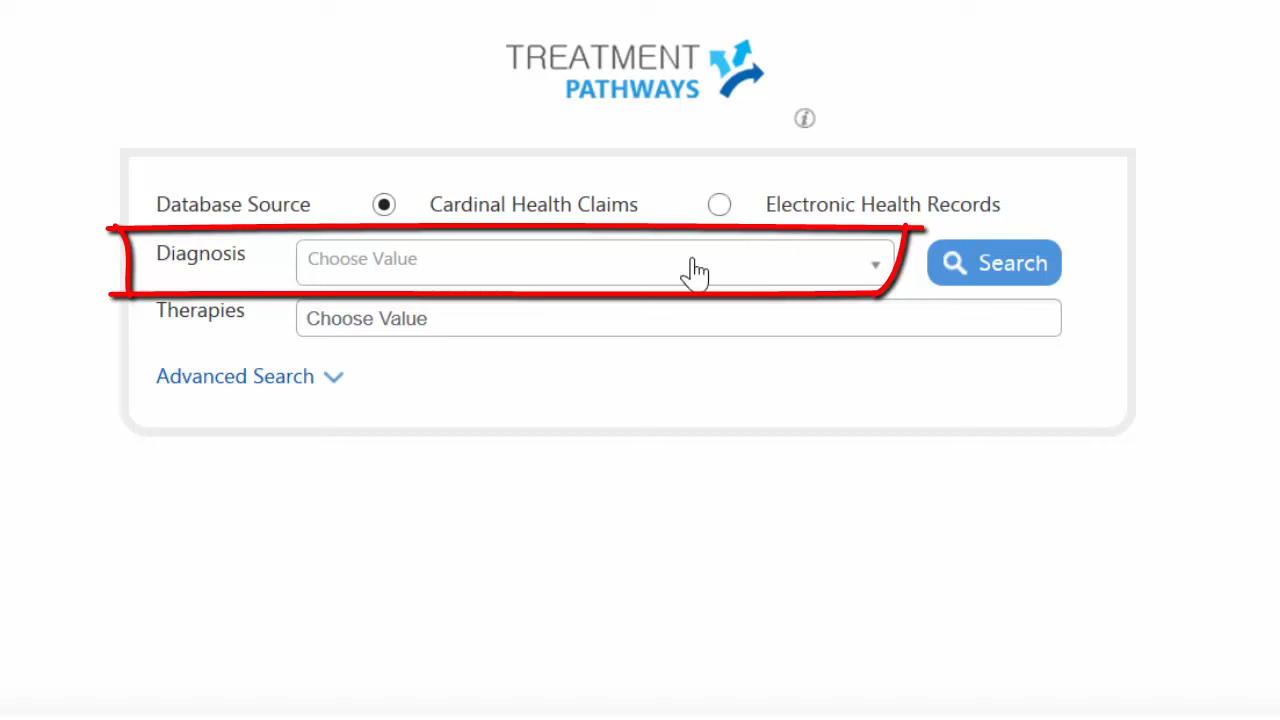 TREATMENT
PATHWAYS
i
Database Source Cardinal Health Claims Electronic Health Records
Diagnosis Choose Value Search
Therapies Choose Value
Advanced Search